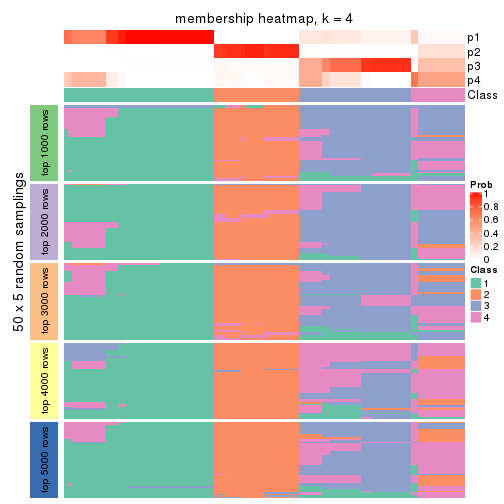 membership heatmap, k = 4
p1
p2
p3
p4
Class
50 x 5 random samplings
top 1000 rows
top 2000 rows
top 3000 rows
top 4000 rows
top 5000 rows
Prob
1
0.8
0.6
0.4
0.2
0
Class
1
2
3
4